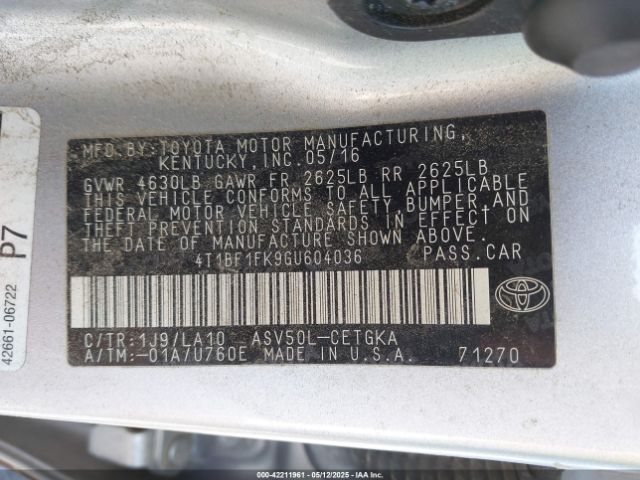 MFD. BY: TOYOTA MOTOR MANUFACTURING,
KENTUCKY, INC. 05/16
GVWR 4630LB GAWR FR 2625LB RR 2625LB
THIS VEHICLE CONFORMS TO ALL APPLICABLE
FEDERAL MOTOR VEHICLE SAFETY, BUMPER, AND
THEFT PREVENTION STANDARDS IN EFFECT ON
THE DATE OF MANUFACTURE SHOWN ABOVE.
4T1BF1FK9GU604036 PASS.CAR
C/TR: 1J9/LA10 ASV50L-CETGKA
A/TM: -01A/U760E MADE IN U.S.A. 71270
P7
42661-06722
000-42211961 - 05/12/2025 - IAA Inc.